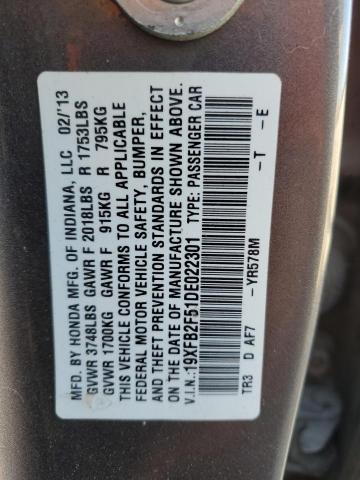 MFD. BY HONDA MFG. OF INDIANA, LLC 02/'13
GVWR 3748LBS GAWR F 2018LBS R 1753LBS
GVWR 1700KG GAWR F 915KG R 795KG
THIS VEHICLE CONFORMS TO ALL APPLICABLE
FEDERAL MOTOR VEHICLE SAFETY, BUMPER,
AND THEFT PREVENTION STANDARDS IN EFFECT
ON THE DATE OF MANUFACTURE SHOWN ABOVE.
V.I.N.:19XFB2F51DE022301 TYPE: PASSENGER CAR
-YR578M -T -E
TR3 D AF7